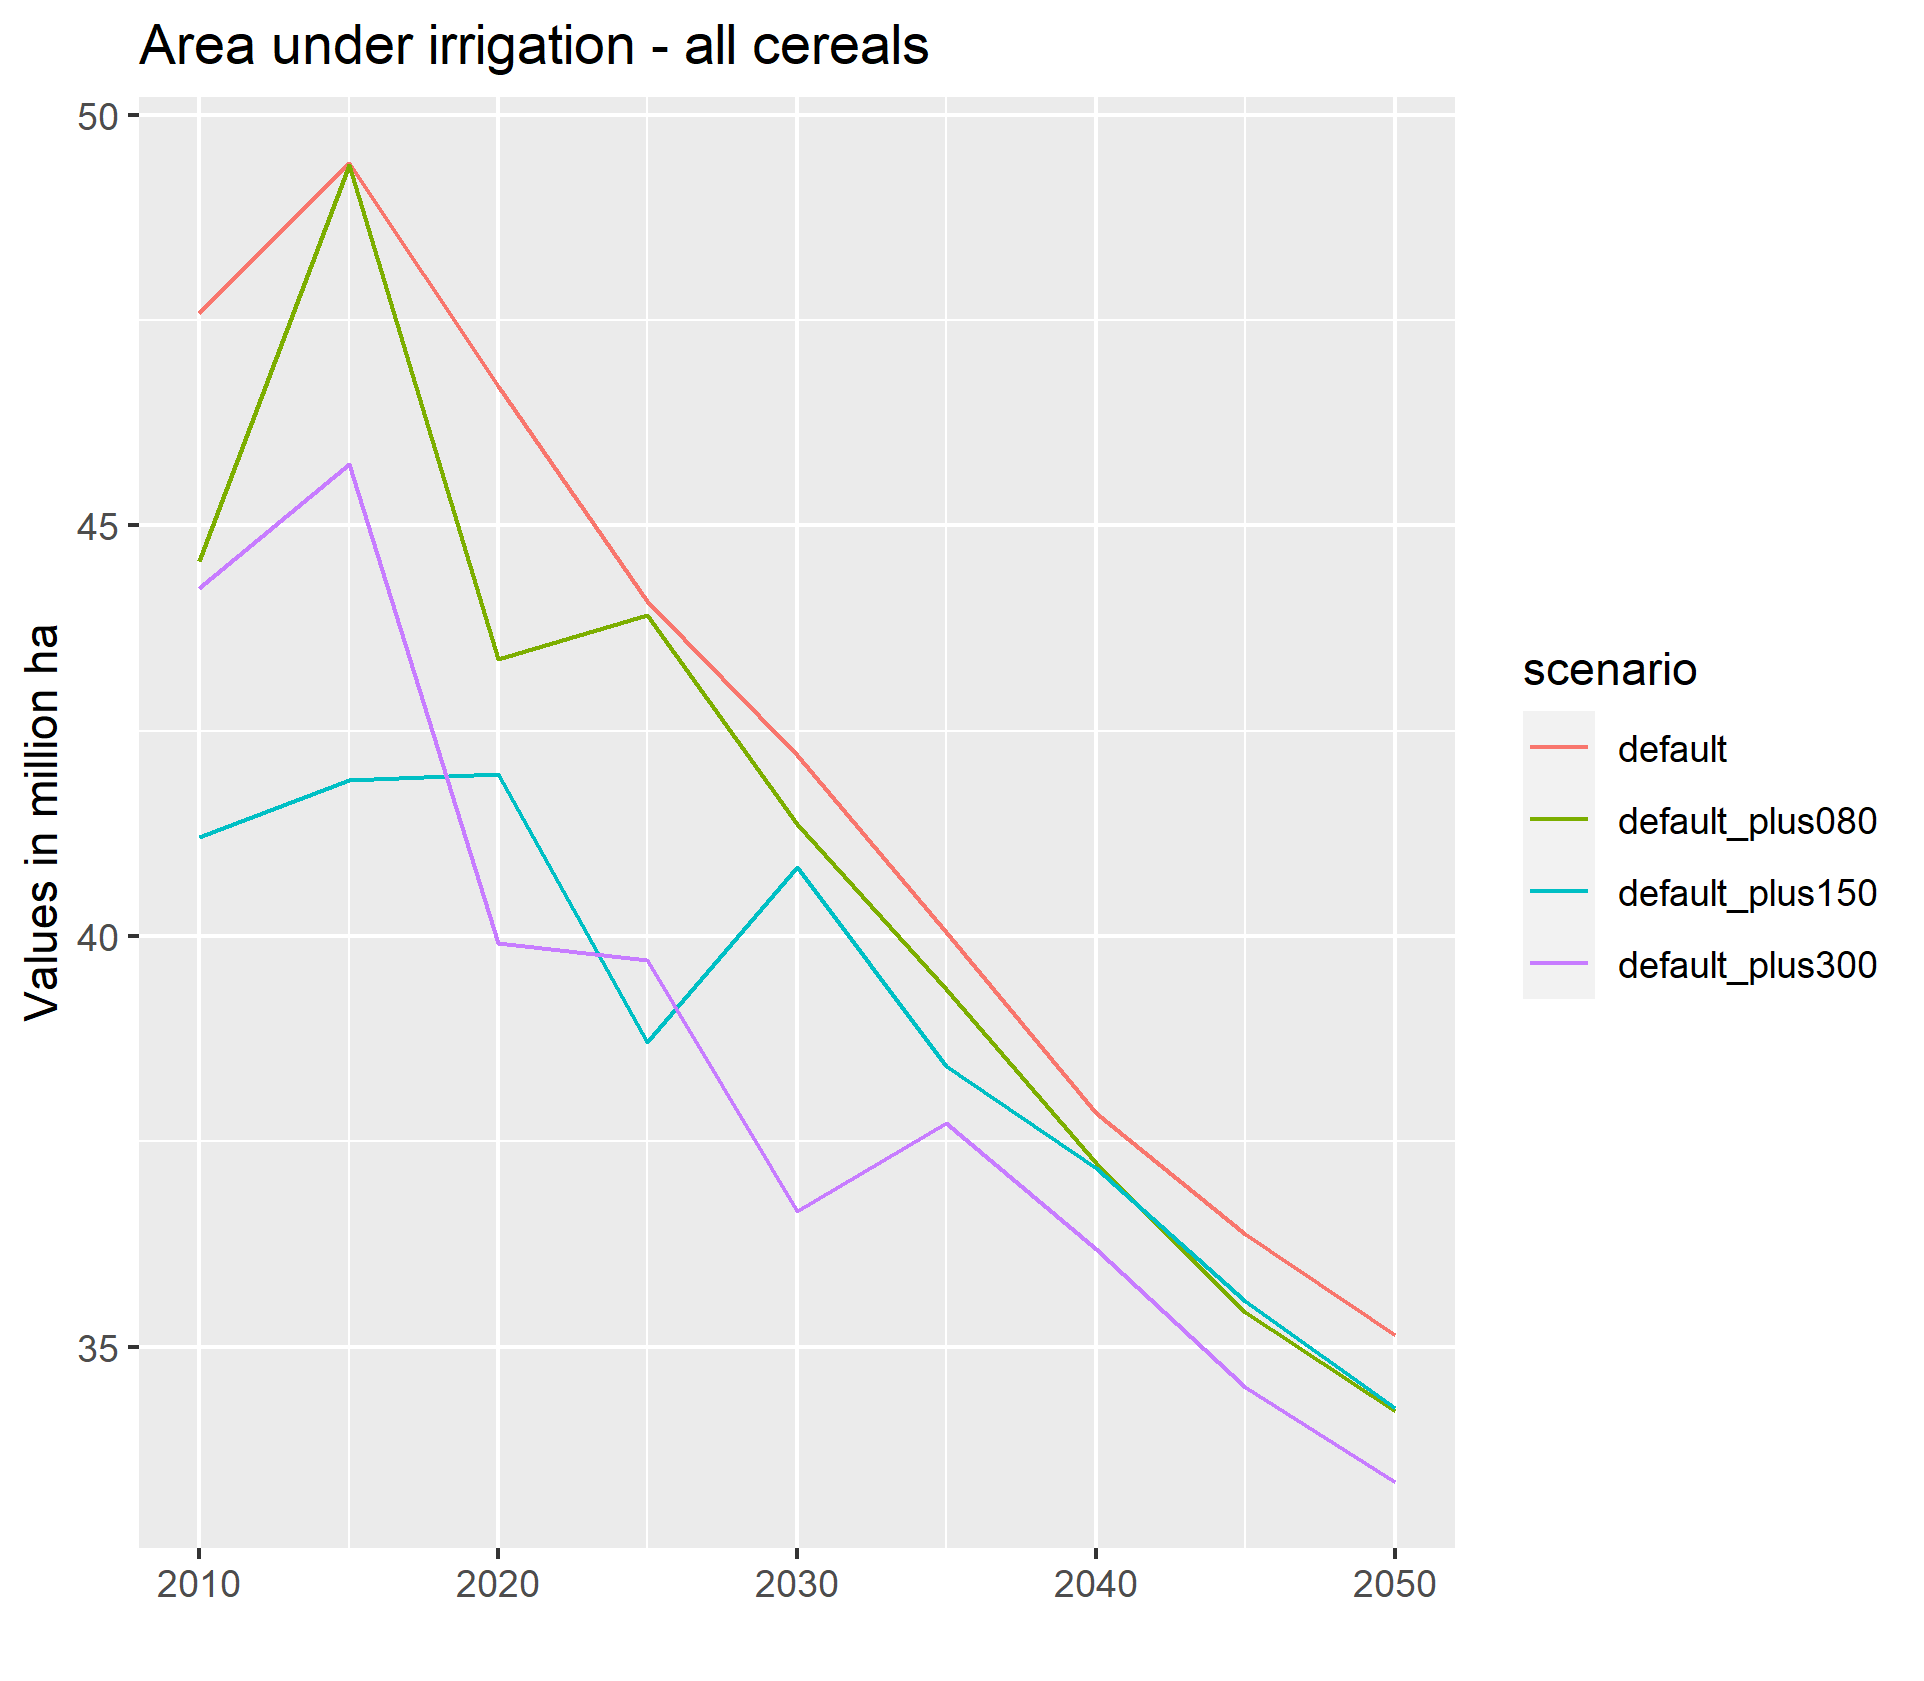 Area under irrigation - all cereals
50
45
40
35
Values in million ha
2010
2020
2030
2040
2050
scenario
default
default_plus080
default_plus150
default_plus300